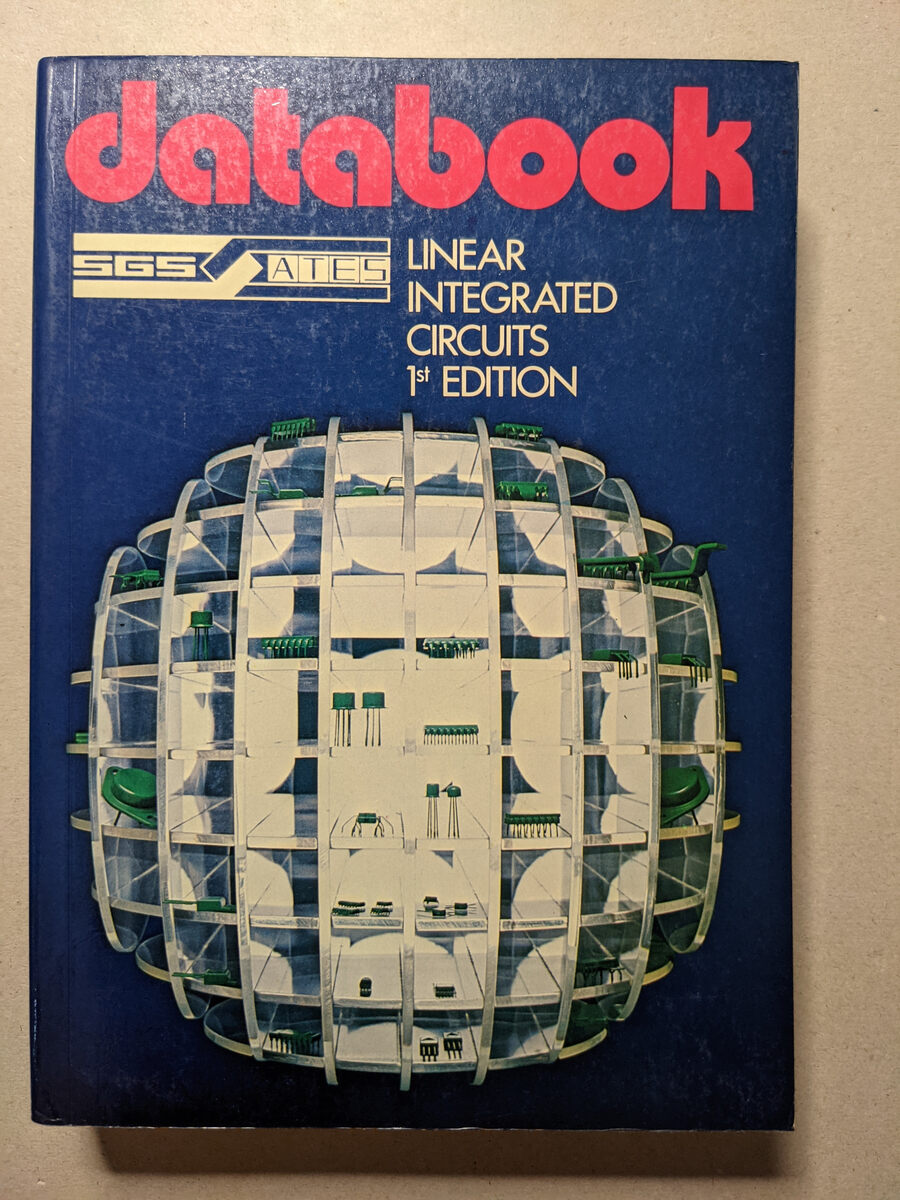 databook
SGS ATES
LINEAR
INTEGRATED
CIRCUITS
1st EDITION